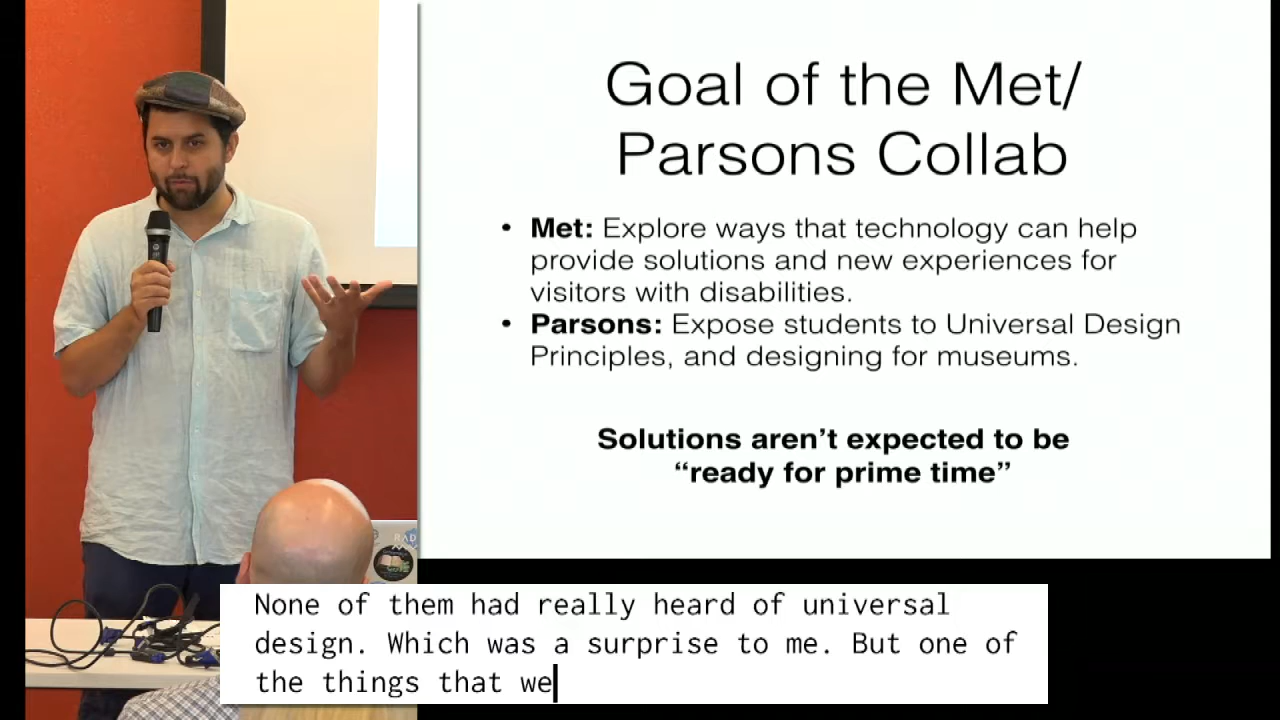 Goal of the Met/
Parsons Collab
• Met: Explore ways that technology can help
provide solutions and new experiences for
visitors with disabilities.
• Parsons: Expose students to Universal Design
Principles, and designing for museums.
Solutions aren’t expected to be
“ready for prime time”
RAD
None of them had really heard of universal
design. Which was a surprise to me. But one of
the things that we